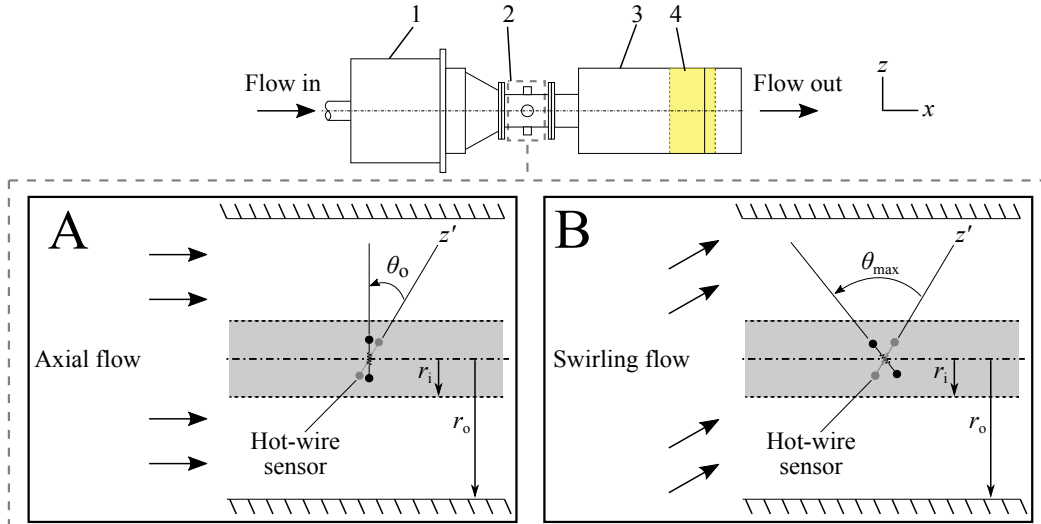 1
2
3
4
Flow in
Flow out
z
x
A
z′
θo
Axial flow
ri
ro
Hot-wire
sensor
B
z′
θmax
Swirling flow
ri
ro
Hot-wire
sensor